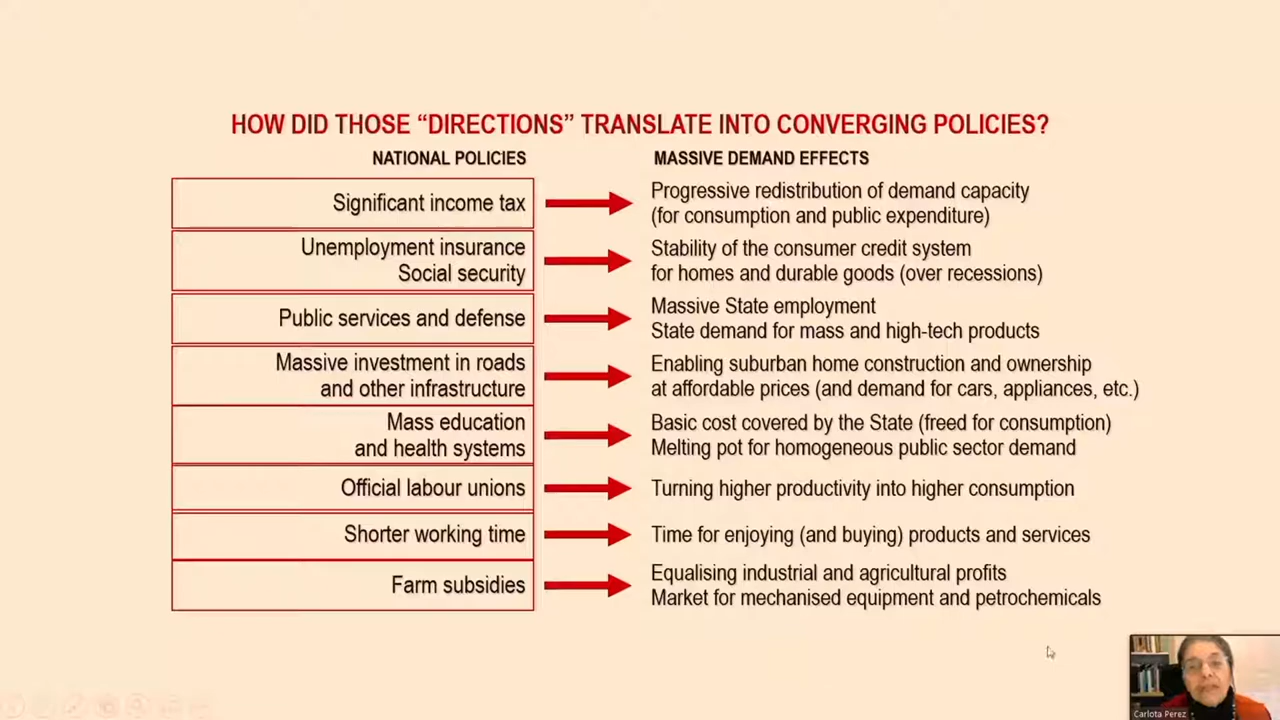 HOW DID THOSE “DIRECTIONS” TRANSLATE INTO CONVERGING POLICIES?
NATIONAL POLICIES
MASSIVE DEMAND EFFECTS
Significant income tax
Progressive redistribution of demand capacity
(for consumption and public expenditure)
Unemployment insurance
Social security
Stability of the consumer credit system
for homes and durable goods (over recessions)
Public services and defense
Massive State employment
State demand for mass and high-tech products
Massive investment in roads
and other infrastructure
Enabling suburban home construction and ownership
at affordable prices (and demand for cars, appliances, etc.)
Mass education
and health systems
Basic cost covered by the State (freed for consumption)
Melting pot for homogeneous public sector demand
Official labour unions
Turning higher productivity into higher consumption
Shorter working time
Time for enjoying (and buying) products and services
Farm subsidies
Equalising industrial and agricultural profits
Market for mechanised equipment and petrochemicals
Carlota Perez